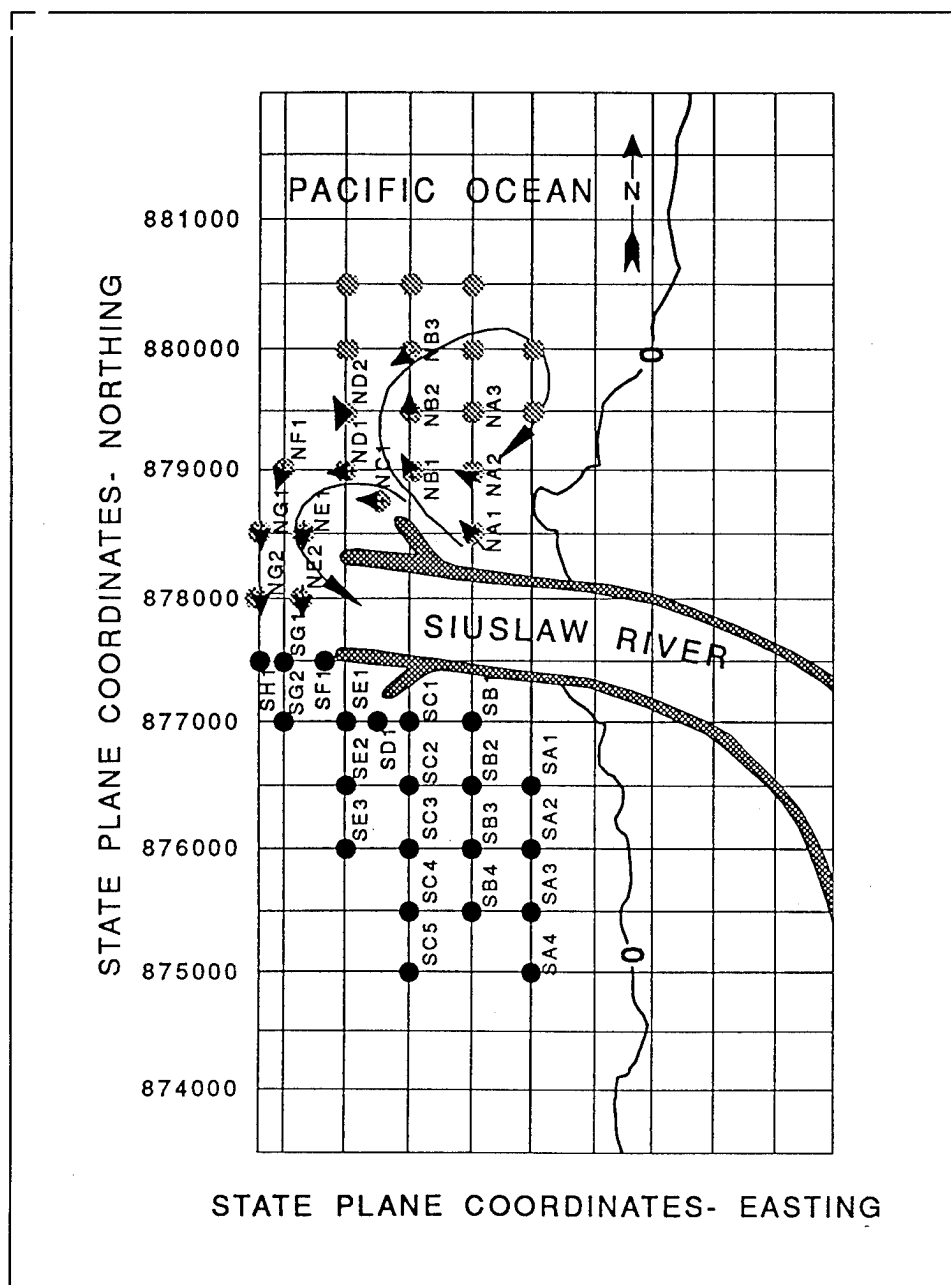 PACIFIC OCEAN
N
881000
880000
879000
878000
877000
876000
875000
874000
STATE PLANE COORDINATES- NORTHING
NB3
0
ND2
NB2
NA3
NF1
ND1
NC1
NB1
NA2
NG1
NE1
NA1
NG2
NE2
SIUSLAW RIVER
SG1
SH1
SG2
SF1
SE1
SD1
SC1
SB1
SE2
SC2
SB2
SA1
SE3
SC3
SB3
SA2
SC4
SB4
SA3
SC5
SA4
0
STATE PLANE COORDINATES- EASTING